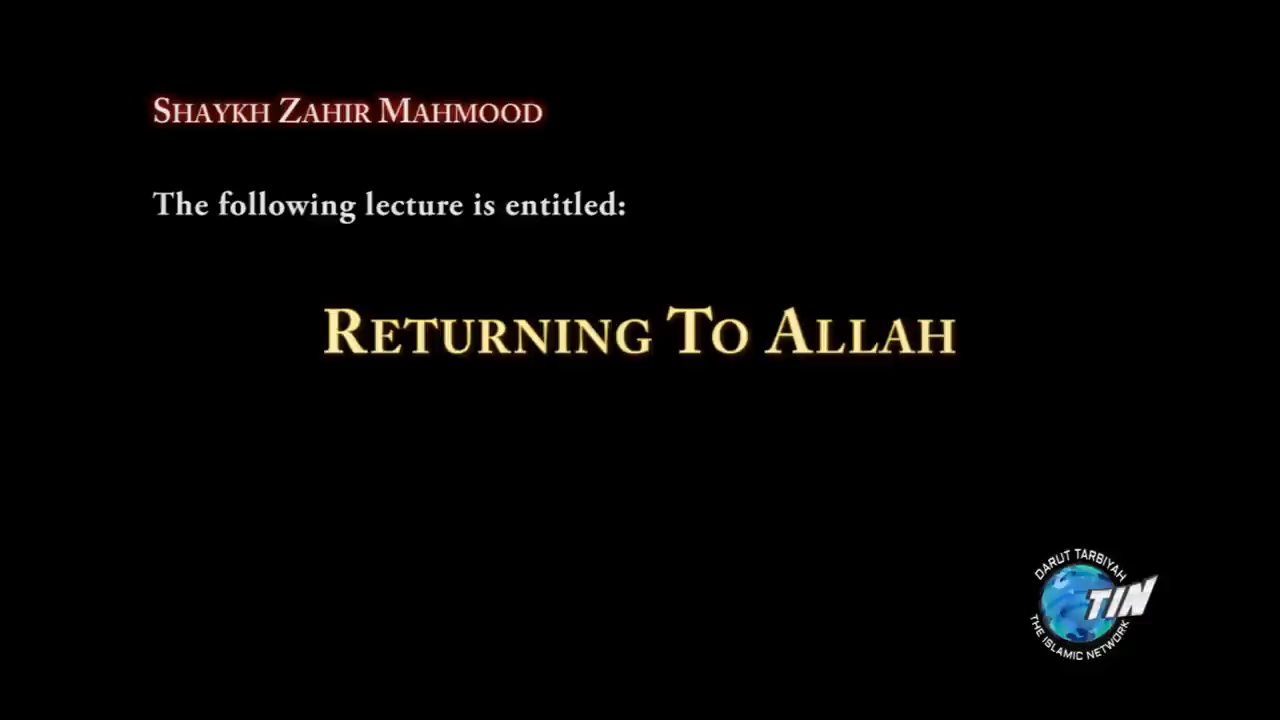 SHAYKH ZAHIR MAHMOOD
The following lecture is entitled:
RETURNING TO ALLAH
DARUT TARBIYAH
TIN
THE ISLAMIC NETWORK